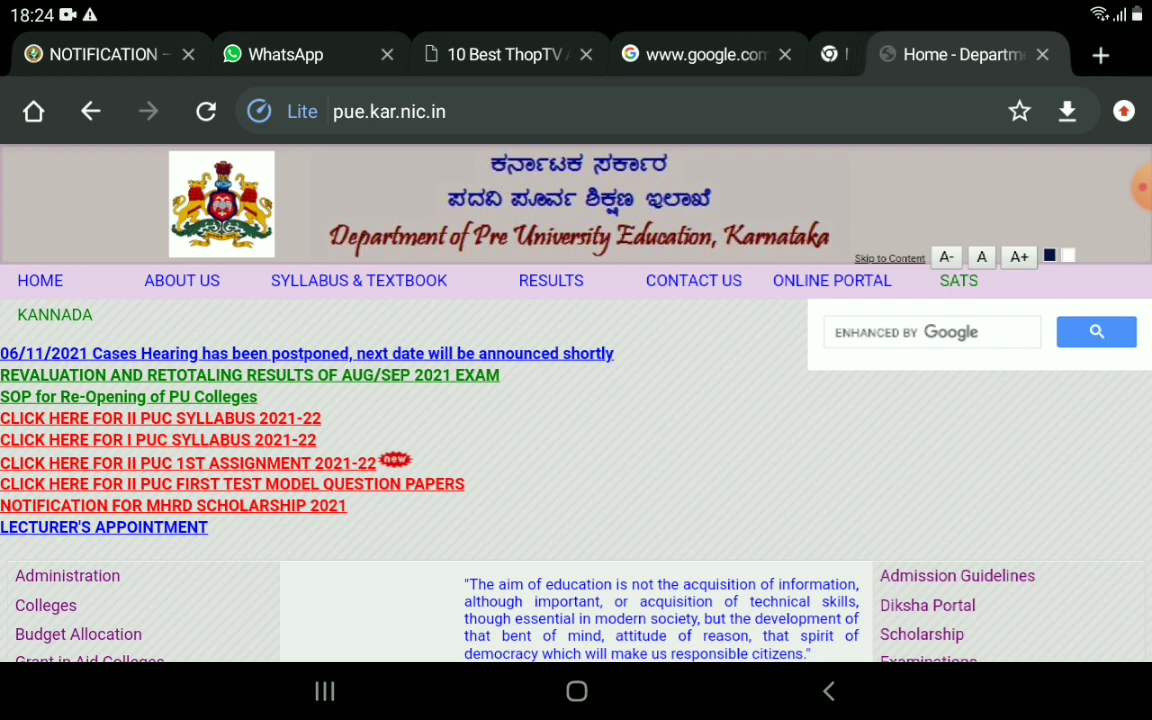 18:24
NOTIFICATION -
WhatsApp
10 Best ThopTV
www.google.com
Home - Departm
Lite
pue.kar.nic.in
ಕರ್ನಾಟಕ ಸರ್ಕಾರ
ಪದವಿ ಪೂರ್ವ ಶಿಕ್ಷಣ ಇಲಾಖೆ
Department of Pre University Education, Karnataka
Skip to Content
A-
A
A+
HOME
ABOUT US
SYLLABUS & TEXTBOOK
RESULTS
CONTACT US
ONLINE PORTAL
SATS
KANNADA
ENHANCED BY Google
06/11/2021 Cases Hearing has been postponed, next date will be announced shortly
REVALUATION AND RETOTALING RESULTS OF AUG/SEP 2021 EXAM
SOP for Re-Opening of PU Colleges
CLICK HERE FOR II PUC SYLLABUS 2021-22
CLICK HERE FOR I PUC SYLLABUS 2021-22
CLICK HERE FOR II PUC 1ST ASSIGNMENT 2021-22 new
CLICK HERE FOR II PUC FIRST TEST MODEL QUESTION PAPERS
NOTIFICATION FOR MHRD SCHOLARSHIP 2021
LECTURER'S APPOINTMENT
Administration
Colleges
Budget Allocation
Grant in Aid Colleges
"The aim of education is not the acquisition of information,
although important, or acquisition of technical skills,
though essential in modern society, but the development of
that bent of mind, attitude of reason, that spirit of
democracy which will make us responsible citizens."
Admission Guidelines
Diksha Portal
Scholarship
Examinations